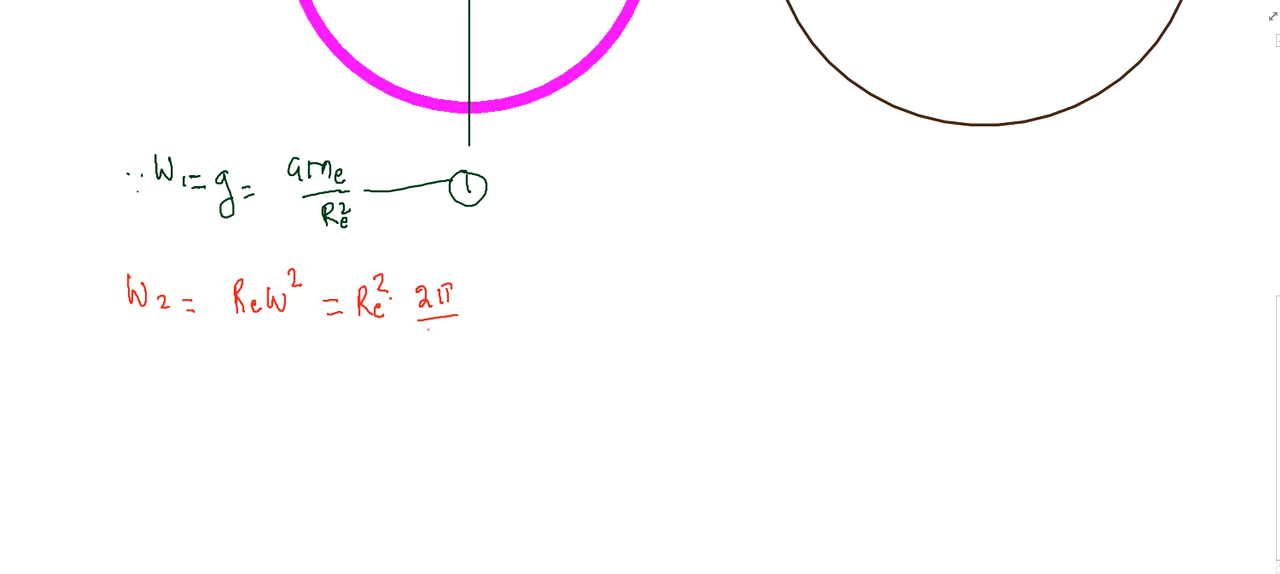 ∵ W₁ = g = Gmₑ / Rₑ² — ①
W₂ = RₑW² = Rₑ². 2π